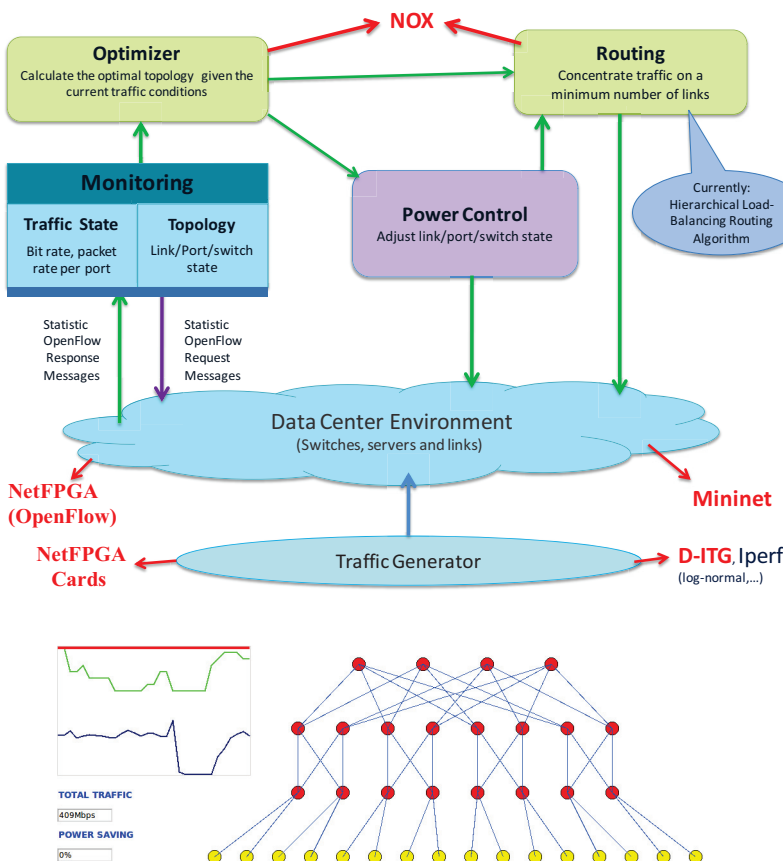 NOX
Optimizer
Calculate the optimal topology given the
current traffic conditions
Routing
Concentrate traffic on a
minimum number of links
Monitoring
Traffic State
Bit rate, packet
rate per port
Topology
Link/Port/switch
state
Power Control
Adjust link/port/switch state
Currently:
Hierarchical Load-
Balancing Routing
Algorithm
Statistic
OpenFlow
Response
Messages
Statistic
OpenFlow
Request
Messages
Data Center Environment
(Switches, servers and links)
NetFPGA
(OpenFlow)
Mininet
NetFPGA
Cards
Traffic Generator
D-ITG, Iperf
(log-normal,...)
TOTAL TRAFFIC
409Mbps
POWER SAVING
0%